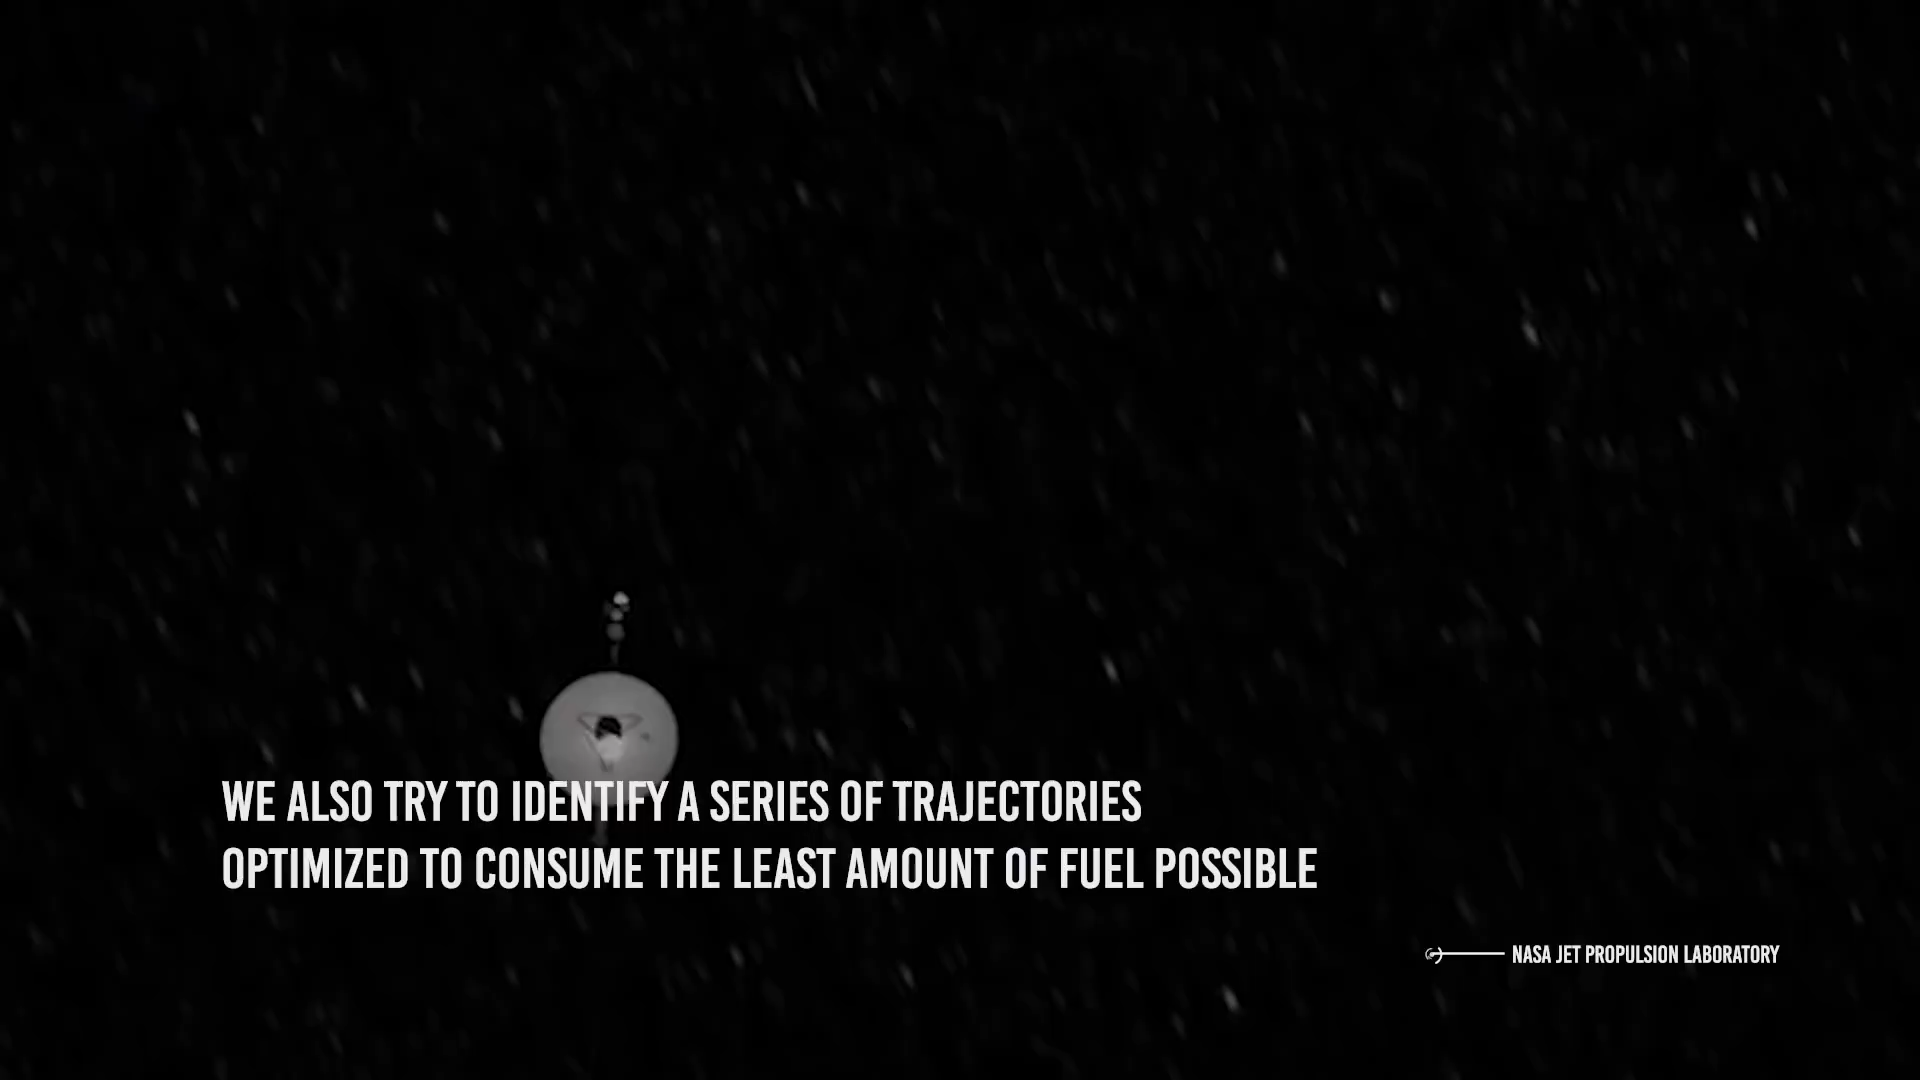 WE ALSO TRY TO IDENTIFY A SERIES OF TRAJECTORIES
OPTIMIZED TO CONSUME THE LEAST AMOUNT OF FUEL POSSIBLE
NASA JET PROPULSION LABORATORY